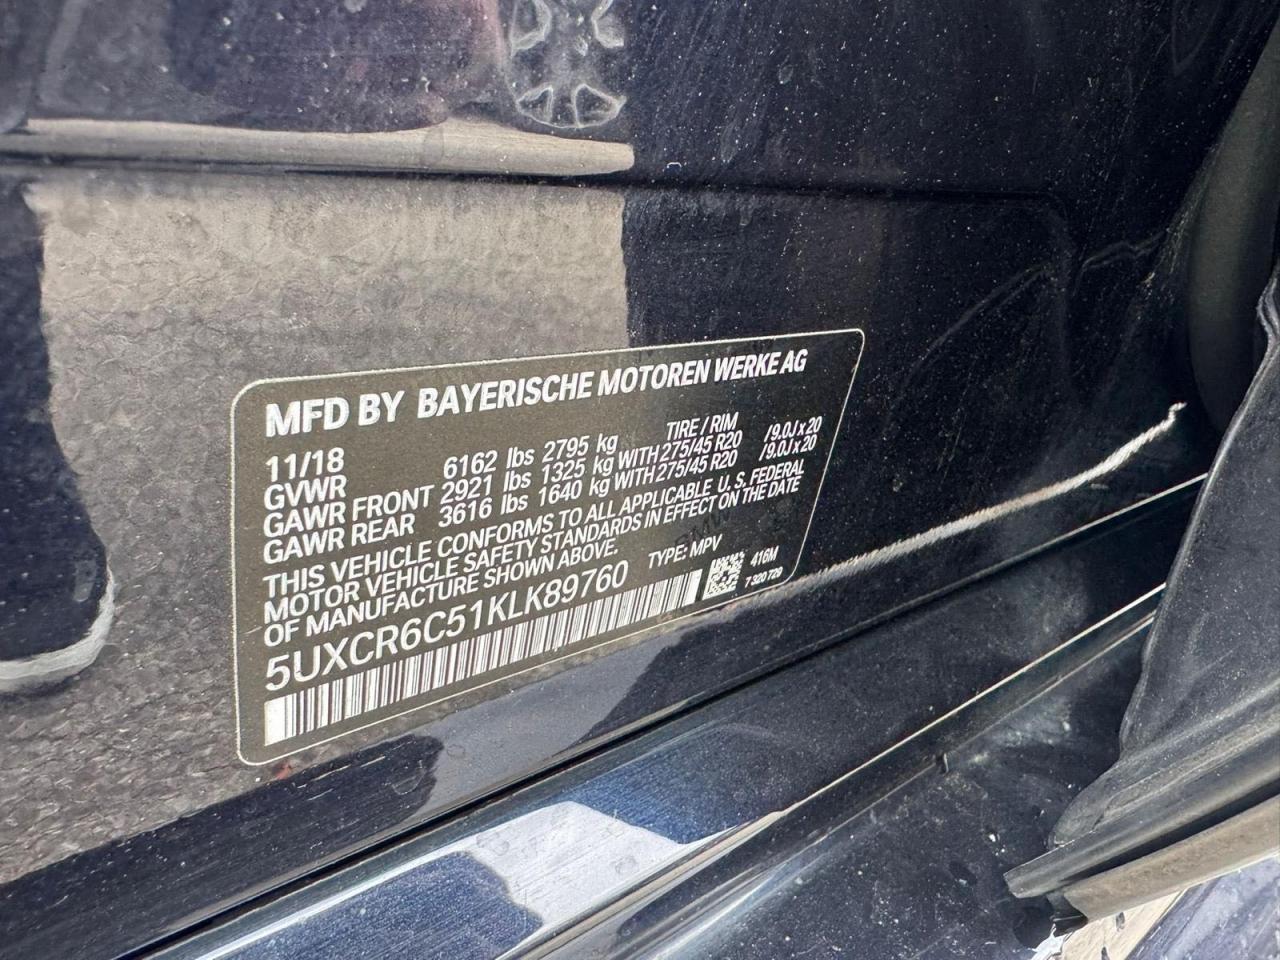 MFD BY BAYERISCHE MOTOREN WERKE AG
11/18 TIRE / RIM
GVWR 6162 lbs 2795 kg
GAWR FRONT 2921 lbs 1325 kg WITH 275/45 R20 /9.0J x 20
GAWR REAR 3616 lbs 1640 kg WITH 275/45 R20 /9.0J x 20
THIS VEHICLE CONFORMS TO ALL APPLICABLE U.S. FEDERAL
MOTOR VEHICLE SAFETY STANDARDS IN EFFECT ON THE DATE
OF MANUFACTURE SHOWN ABOVE.
5UXCR6C51KLK89760 TYPE: MPV
416M
7 320 729
BMW